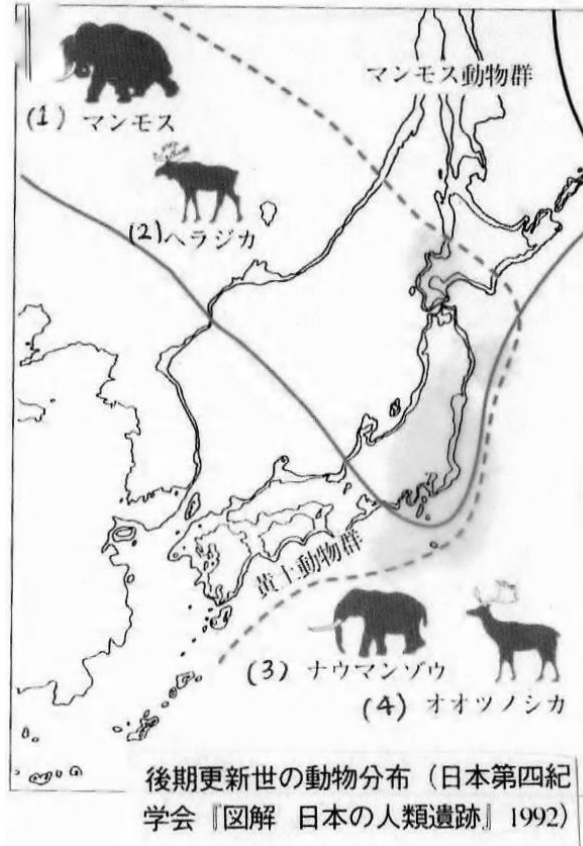 マンモス動物群
(1) マンモス
(2)ヘラジカ
黄土動物群
(3) ナウマンゾウ
(4) オオツノシカ
後期更新世の動物分布（日本第四紀
学会『図解 日本の人類遺跡』1992）